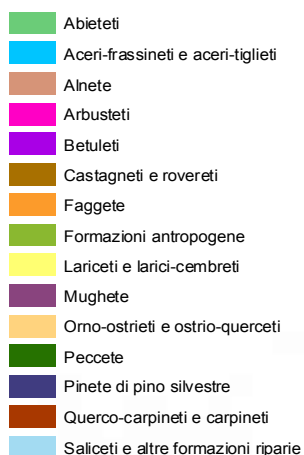 Abieteti
Aceri-frassineti e aceri-tiglieti
Alnete
Arbusteti
Betuleti
Castagneti e rovereti
Faggete
Formazioni antropogene
Lariceti e larici-cembreti
Mughete
Orno-ostrieti e ostrio-querceti
Peccete
Pinete di pino silvestre
Querco-carpineti e carpineti
Saliceti e altre formazioni riparie